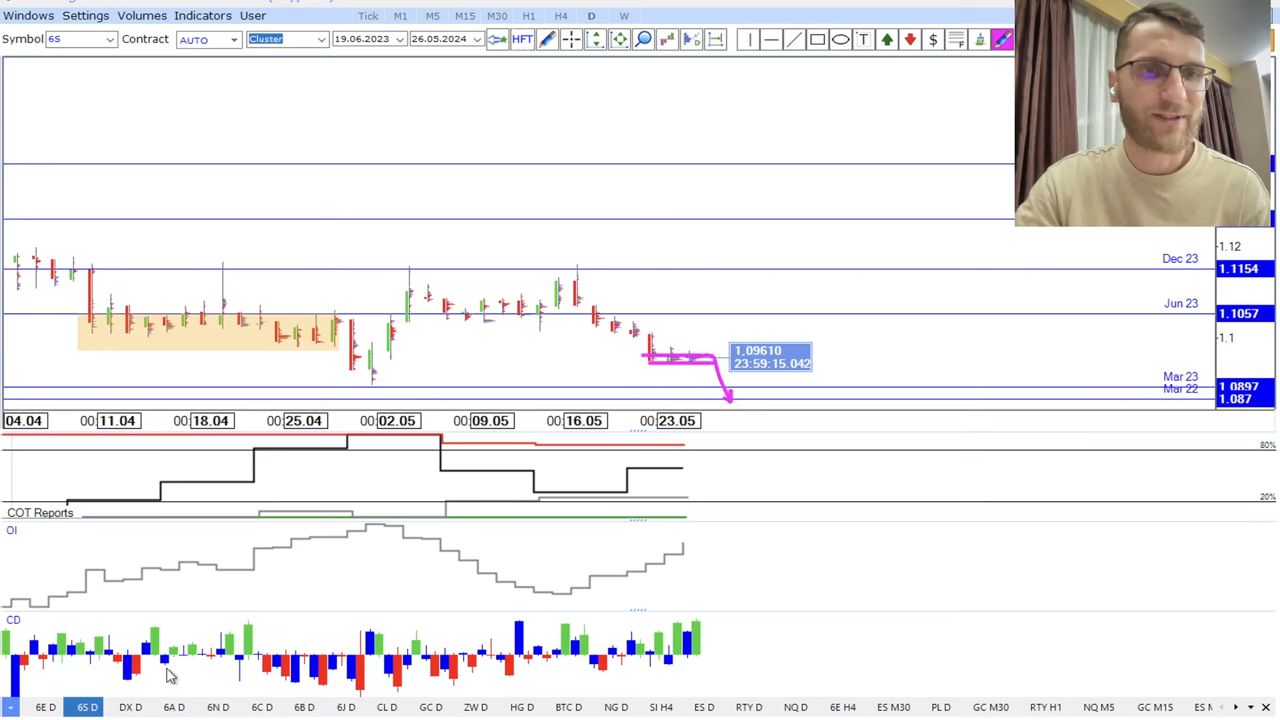 Windows Settings Volumes Indicators User Tick M1 M5 M15 M30 H1 H4 D W
Symbol 6S Contract AUTO Cluster 19.06.2023 26.05.2024 HFT T $ F
1.12
Dec 23 1.1154
Jun 23 1.1057
1.1
1.09610
23:59:15.042
Mar 23 1.0897
Mar 22 1.087
04.04 00:11.04 00:18.04 00:25.04 00:02.05 00:09.05 00:16.05 00:23.05
80%
20%
COT Reports
OI
CD
+ 6E D 6S D DX D 6A D 6N D 6C D 6B D 6J D CL D GC D ZW D HG D BTC D NG D SI H4 ES D RTY D NQ D 6E H4 ES M30 PL D GC M30 RTY H1 NQ M5 GC M15 ES M